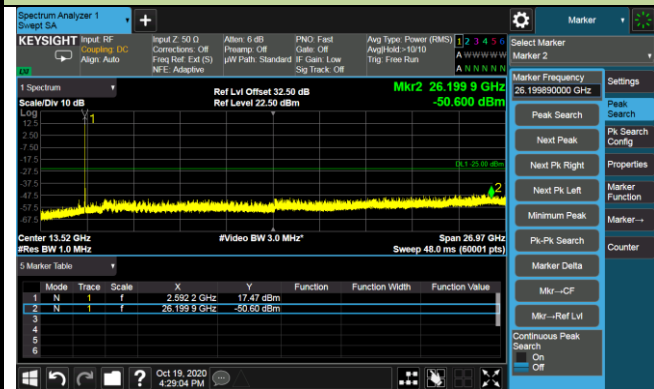 Spectrum Analyzer 1
Swept SA
+
Marker
KEYSIGHT Input: RF
Coupling: DC
Align: Auto
Input Z: 50 Ω
Corrections: Off
Freq Ref: Ext (S)
NFE: Adaptive
Atten: 6 dB
Preamp: Off
µW Path: Standard
PNO: Fast
Gate: Off
IF Gain: Low
Sig Track: Off
Avg Type: Power (RMS)
Avg|Hold:>10/10
Trig: Free Run
1 2 3 4 5 6
A W W W W W
A N N N N N
Select Marker
Marker 2
1 Spectrum
Scale/Div 10 dB
Ref Lvl Offset 32.50 dB
Ref Level 22.50 dBm
Mkr2 26.199 9 GHz
-50.600 dBm
Log
12.5
2.50
-7.50
-17.5
-27.5
-37.5
-47.5
-57.5
-67.5
1
DL1 -25.00 dBm
2
Center 13.52 GHz
#Res BW 1.0 MHz
#Video BW 3.0 MHz*
Span 26.97 GHz
Sweep 48.0 ms (60001 pts)
5 Marker Table
Mode Trace Scale X Y Function Function Width Function Value
1 N 1 f 2.592 2 GHz 17.47 dBm
2 N 1 f 26.199 9 GHz -50.60 dBm
3
4
5
6
Marker Frequency
26.199890000 GHz
Peak Search
Next Peak
Next Pk Right
Next Pk Left
Minimum Peak
Pk-Pk Search
Marker Delta
Mkr→CF
Mkr→Ref Lvl
Continuous Peak
Search
On
Off
Settings
Peak
Search
Pk Search
Config
Properties
Marker
Function
Marker→
Counter
?
Oct 19, 2020
4:29:04 PM